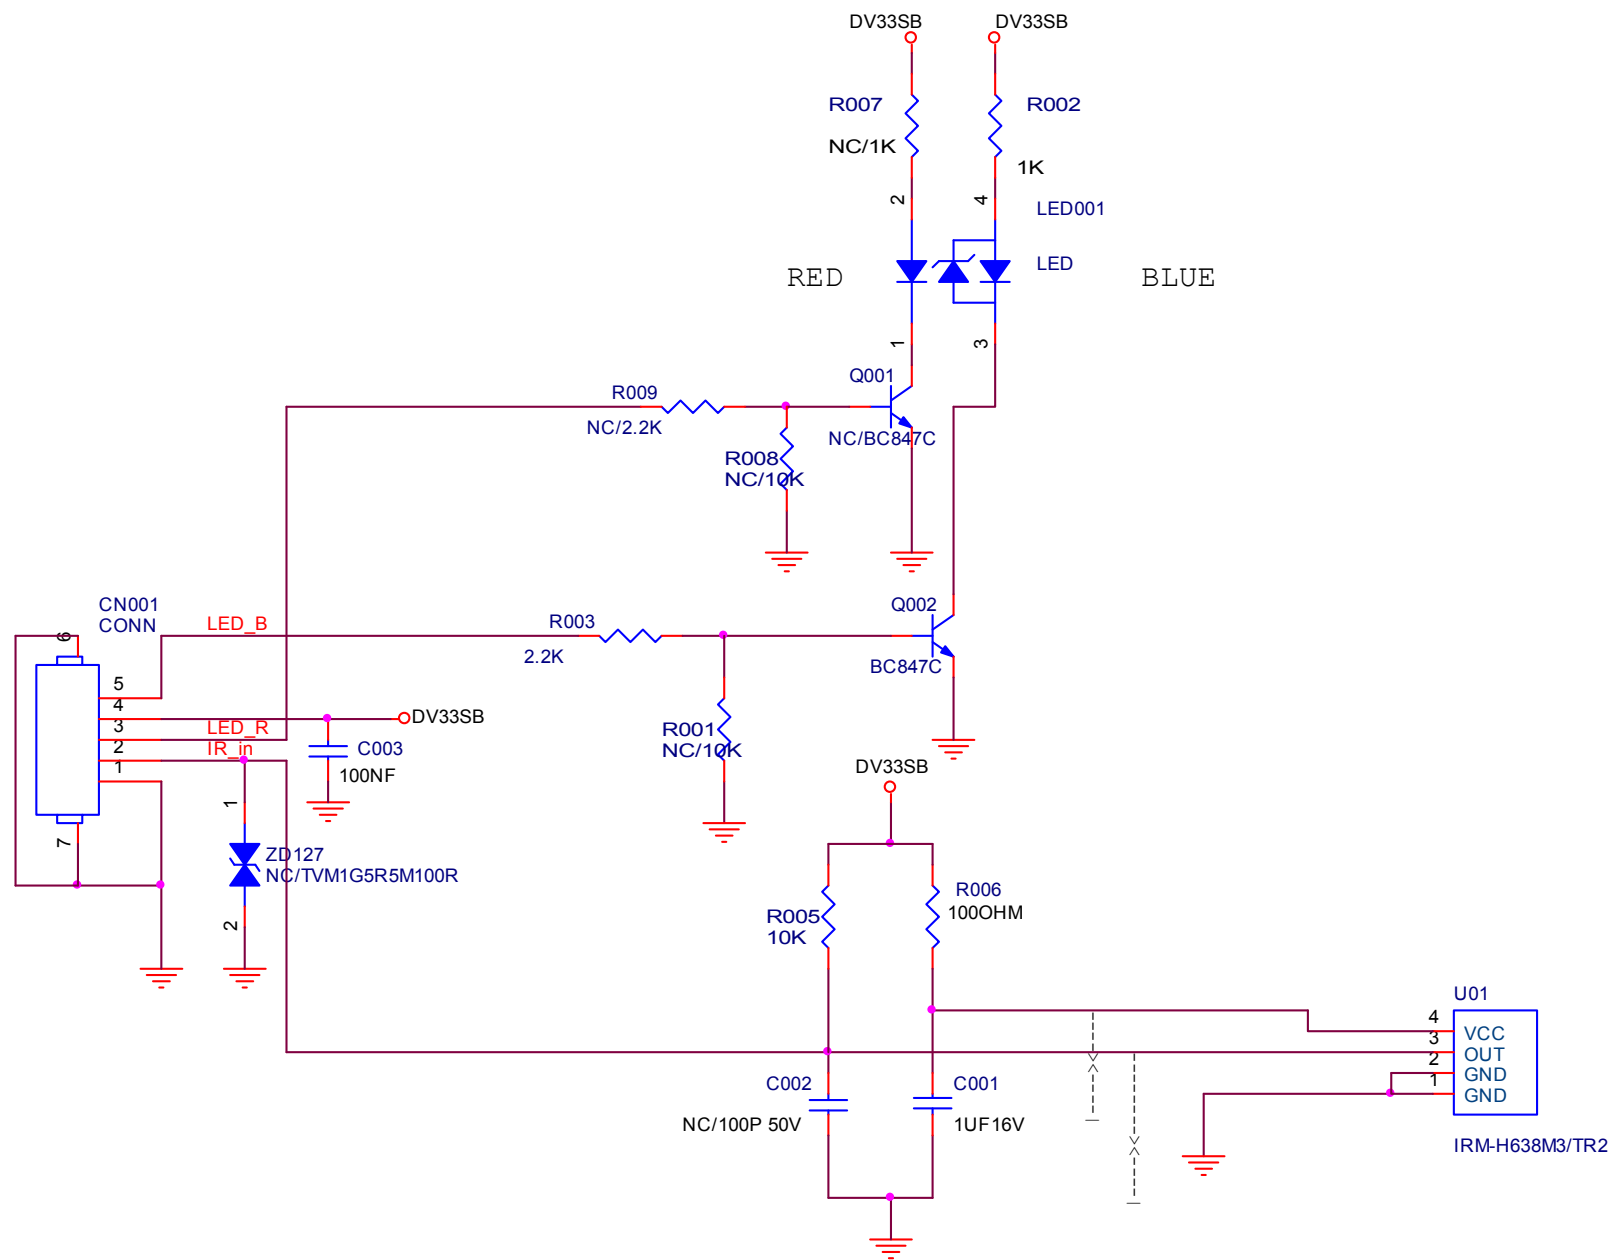 DV33SB
DV33SB
R007
R002
NC/1K
1K
2
4
LED001
RED
LED
BLUE
1
3
Q001
R009
NC/2.2K
NC/BC847C
R008
NC/10K
CN001
CONN
LED_B
R003
2.2K
Q002
BC847C
6
5
4
DV33SB
3
LED_R
R001
NC/10K
2
IR_in
C003
1
100NF
DV33SB
1
7
ZD127
NC/TVM1G5R5M100R
2
R005
10K
R006
100OHM
U01
4
VCC
3
OUT
2
GND
1
GND
C002
C001
NC/100P 50V
1UF16V
IRM-H638M3/TR2